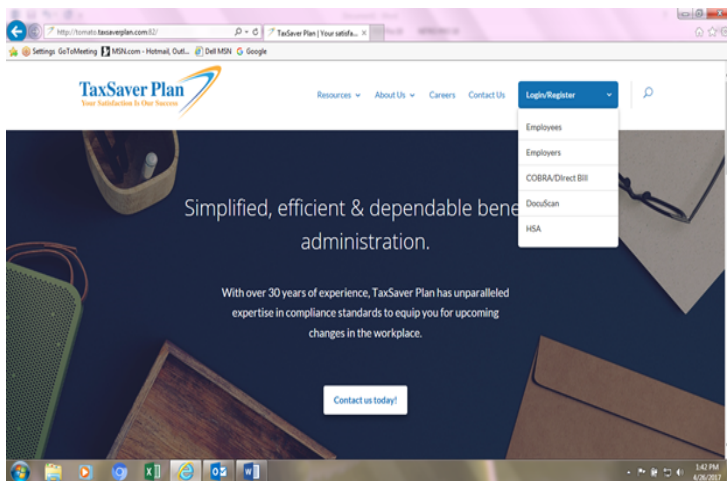 http://tomato.taxsaverplan.com:82/
TaxSaver Plan | Your satisfa...
Settings GoToMeeting MSN.com - Hotmail, Outl... Dell MSN Google
TaxSaver Plan
Your Satisfaction Is Our Success
Resources About Us Careers Contact Us Login/Register
Employees
Employers
COBRA/DIrect Bill
DocuScan
HSA
Simplified, efficient & dependable bene
administration.
With over 30 years of experience, TaxSaver Plan has unparalleled
expertise in compliance standards to equip you for upcoming
changes in the workplace.
Contact us today!
1:42 PM
4/26/2017